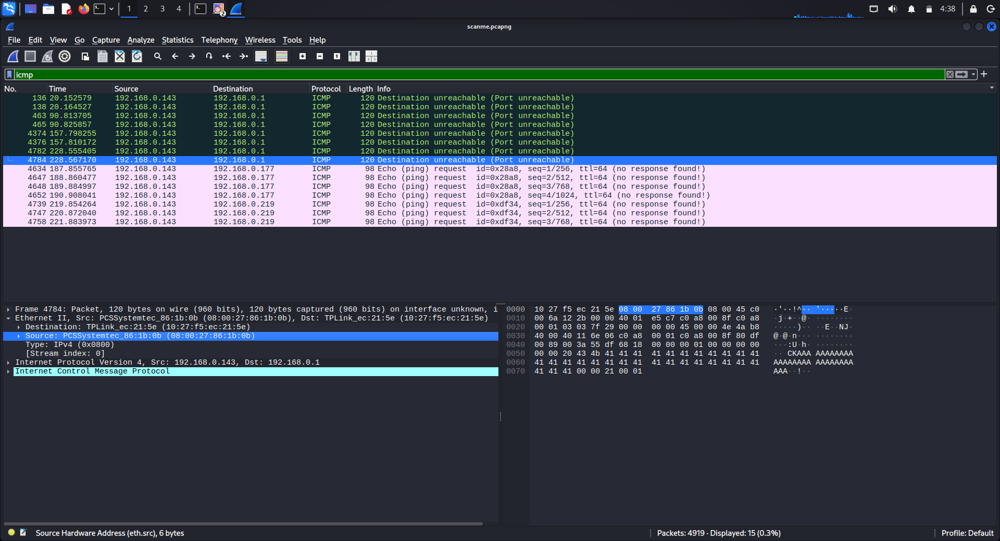 1 2 3 4 2 4:38
scanme.pcapng
File Edit View Go Capture Analyze Statistics Telephony Wireless Tools Help
icmp
No. Time Source Destination Protocol Length Info
136 20.152579 192.168.0.143 192.168.0.1 ICMP 120 Destination unreachable (Port unreachable)
138 20.164527 192.168.0.143 192.168.0.1 ICMP 120 Destination unreachable (Port unreachable)
463 90.813705 192.168.0.143 192.168.0.1 ICMP 120 Destination unreachable (Port unreachable)
465 90.825857 192.168.0.143 192.168.0.1 ICMP 120 Destination unreachable (Port unreachable)
4374 157.798255 192.168.0.143 192.168.0.1 ICMP 120 Destination unreachable (Port unreachable)
4376 157.810172 192.168.0.143 192.168.0.1 ICMP 120 Destination unreachable (Port unreachable)
4782 228.555405 192.168.0.143 192.168.0.1 ICMP 120 Destination unreachable (Port unreachable)
4784 228.567170 192.168.0.143 192.168.0.1 ICMP 120 Destination unreachable (Port unreachable)
4634 187.855765 192.168.0.143 192.168.0.177 ICMP 98 Echo (ping) request id=0x28a8, seq=1/256, ttl=64 (no response found!)
4647 188.860477 192.168.0.143 192.168.0.177 ICMP 98 Echo (ping) request id=0x28a8, seq=2/512, ttl=64 (no response found!)
4648 189.884997 192.168.0.143 192.168.0.177 ICMP 98 Echo (ping) request id=0x28a8, seq=3/768, ttl=64 (no response found!)
4652 190.908041 192.168.0.143 192.168.0.177 ICMP 98 Echo (ping) request id=0x28a8, seq=4/1024, ttl=64 (no response found!)
4739 219.854264 192.168.0.143 192.168.0.219 ICMP 98 Echo (ping) request id=0xdf34, seq=1/256, ttl=64 (no response found!)
4747 220.872040 192.168.0.143 192.168.0.219 ICMP 98 Echo (ping) request id=0xdf34, seq=2/512, ttl=64 (no response found!)
4758 221.883973 192.168.0.143 192.168.0.219 ICMP 98 Echo (ping) request id=0xdf34, seq=3/768, ttl=64 (no response found!)
Frame 4784: Packet, 120 bytes on wire (960 bits), 120 bytes captured (960 bits) on interface unknown, i
Ethernet II, Src: PCSSystemtec_86:1b:0b (08:00:27:86:1b:0b), Dst: TPLink_ec:21:5e (10:27:f5:ec:21:5e)
Destination: TPLink_ec:21:5e (10:27:f5:ec:21:5e)
Source: PCSSystemtec_86:1b:0b (08:00:27:86:1b:0b)
Type: IPv4 (0x0800)
[Stream index: 0]
Internet Protocol Version 4, Src: 192.168.0.143, Dst: 192.168.0.1
Internet Control Message Protocol
0000 10 27 f5 ec 21 5e 08 00 27 86 1b 0b 08 00 45 c0 ·'··!^·· '·····E·
0010 00 6a 12 2b 00 00 40 01 e5 c7 c0 a8 00 8f c0 a8 ·j·+··@· ········
0020 00 01 03 03 7f 29 00 00 00 00 45 00 00 4e 4a b8 ·····)·· ··E··NJ·
0030 40 00 40 11 6e 06 c0 a8 00 01 c0 a8 00 8f 80 df @·@·n··· ········
0040 00 89 00 3a 55 df 68 18 00 00 00 01 00 00 00 00 ···:U·h· ········
0050 00 00 20 43 4b 41 41 41 41 41 41 41 41 41 41 41 ·· CKAAA AAAAAAAA
0060 41 41 41 41 41 41 41 41 41 41 41 41 41 41 41 41 AAAAAAAA AAAAAAAA
0070 41 41 41 00 00 21 00 01 AAA··!··
Source Hardware Address (eth.src), 6 bytes Packets: 4919 · Displayed: 15 (0.3%) Profile: Default